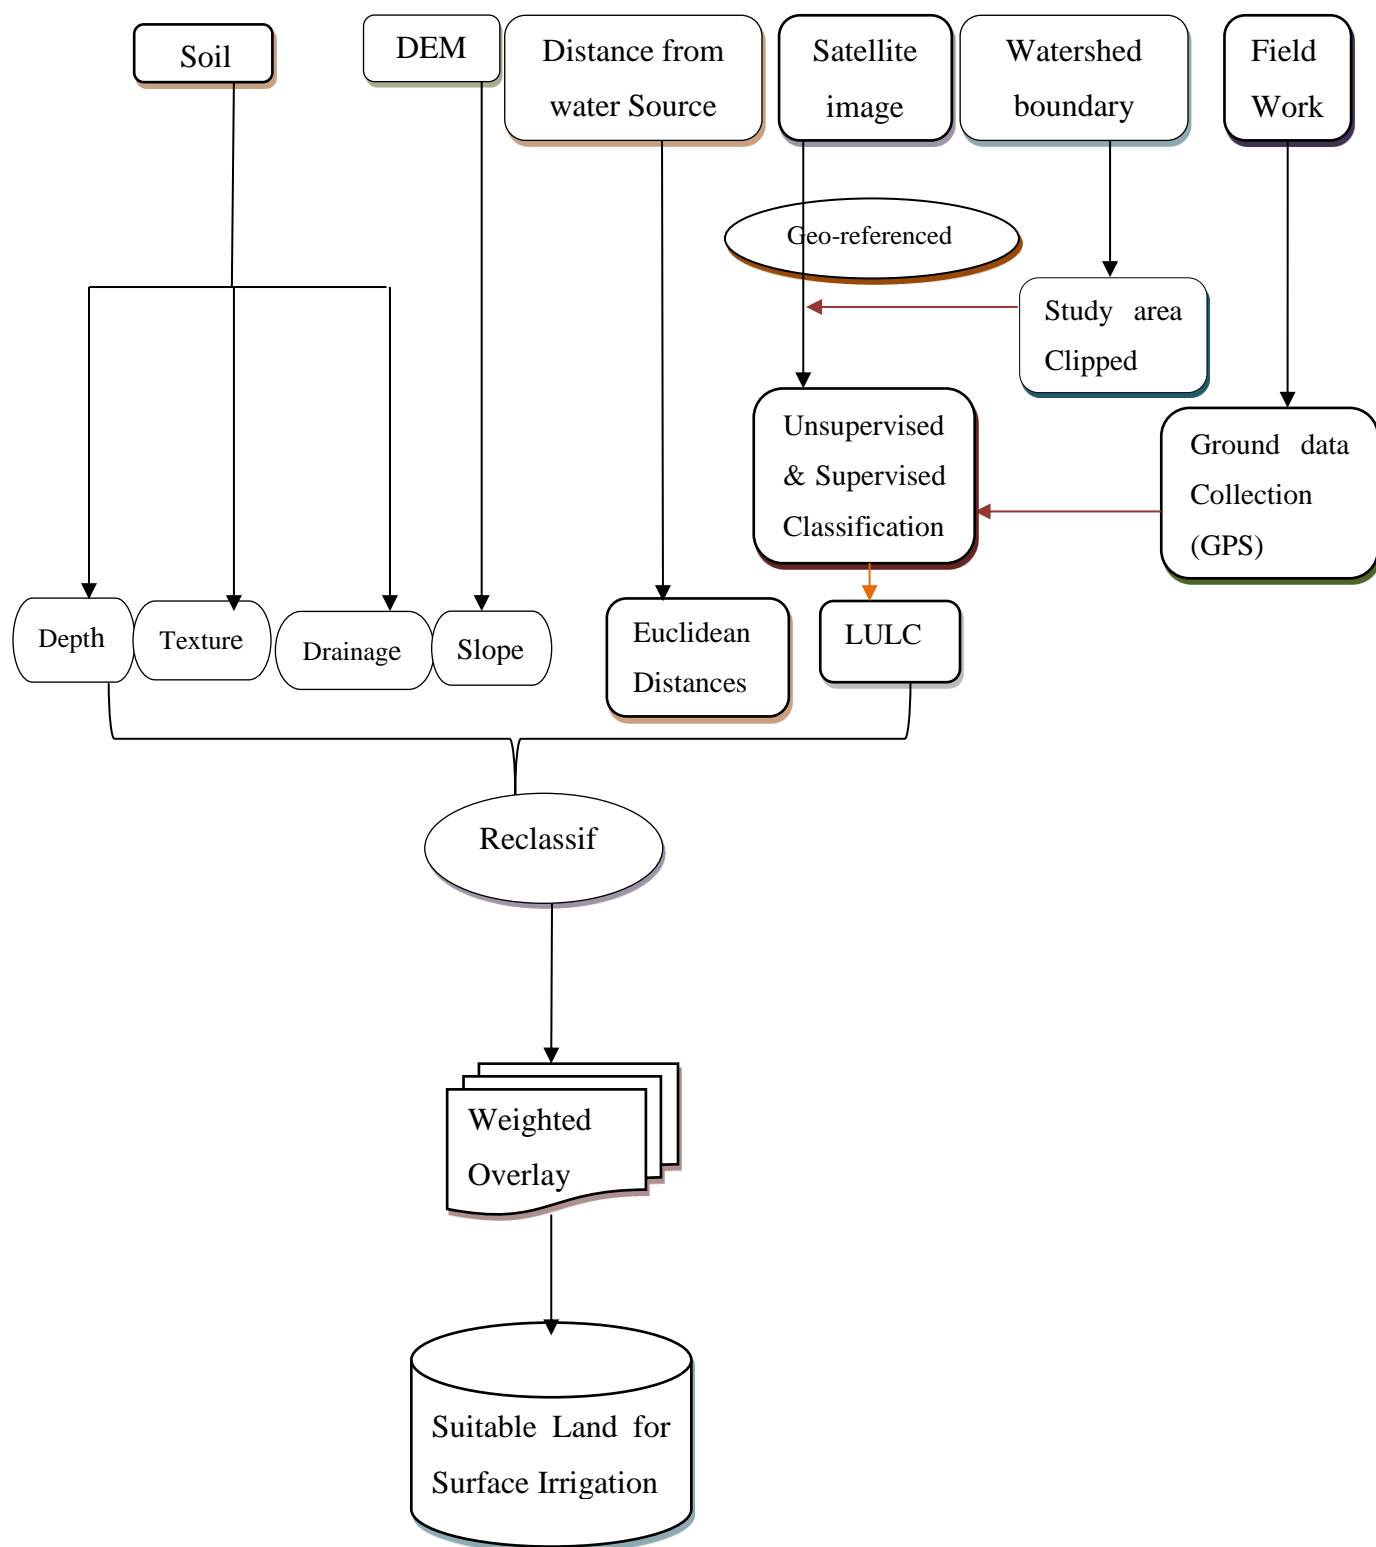 Soil
DEM
Distance from
water Source
Satellite
image
Watershed
boundary
Field
Work
Geo-referenced
Study area
Clipped
Unsupervised
& Supervised
Classification
Ground data
Collection
(GPS)
Depth
Texture
Drainage
Slope
Euclidean
Distances
LULC
Reclassif
Weighted
Overlay
Suitable Land for
Surface Irrigation